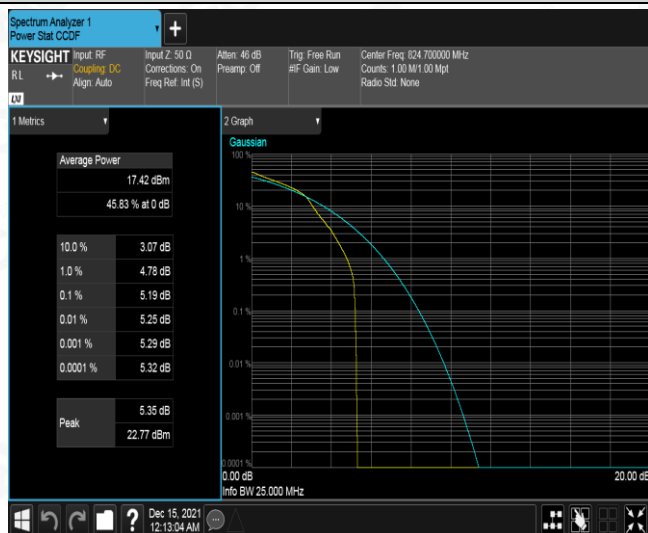 Spectrum Analyzer 1
Power Stat CCDF
+
KEYSIGHT
RL
LXI
Input: RF
Coupling: DC
Align: Auto
Input Z: 50 Ω
Corrections: On
Freq Ref: Int (S)
Atten: 46 dB
Preamp: Off
Trig: Free Run
#IF Gain: Low
Center Freq: 824.700000 MHz
Counts: 1.00 M/1.00 Mpt
Radio Std: None
1 Metrics
Average Power
17.42 dBm
45.83 % at 0 dB
10.0 % 3.07 dB
1.0 % 4.78 dB
0.1 % 5.19 dB
0.01 % 5.25 dB
0.001 % 5.29 dB
0.0001 % 5.32 dB
Peak
5.35 dB
22.77 dBm
2 Graph
Gaussian
100 %
10 %
1 %
0.1 %
0.01 %
0.001 %
0.0001 %
0.00 dB 20.00 dB
Info BW 25.000 MHz
?
Dec 15, 2021
12:13:04 AM